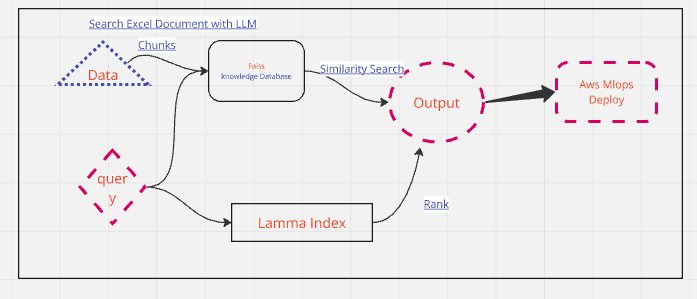 Search Excel Document with LLM
Chunks
Data
Faiss
knowledge Database
Similarity Search
Output
Aws Mlops
Deploy
quer
y
Lamma Index
Rank